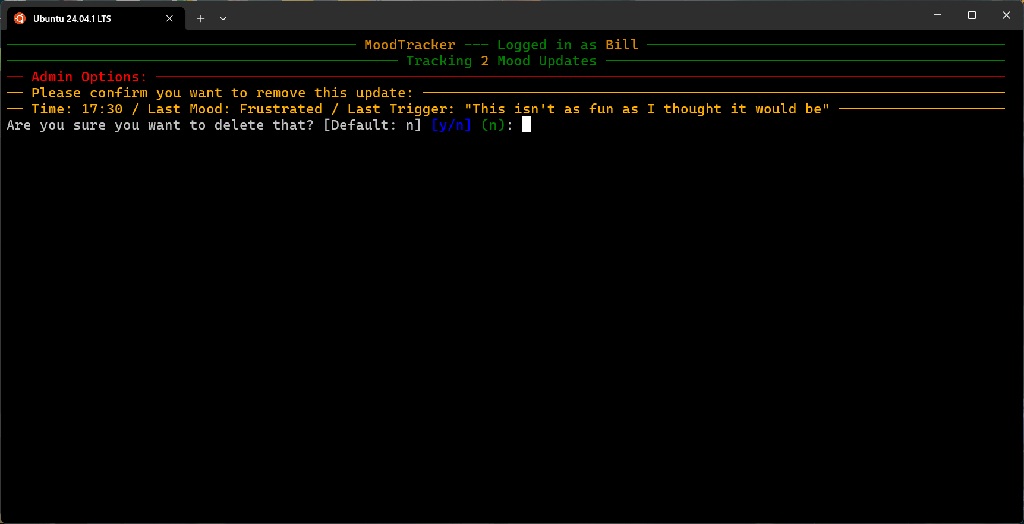 Ubuntu 24.04.1 LTS
MoodTracker --- Logged in as Bill
Tracking 2 Mood Updates
Admin Options:
Please confirm you want to remove this update:
Time: 17:30 / Last Mood: Frustrated / Last Trigger: "This isn't as fun as I thought it would be"
Are you sure you want to delete that? [Default: n] [y/n] (n):